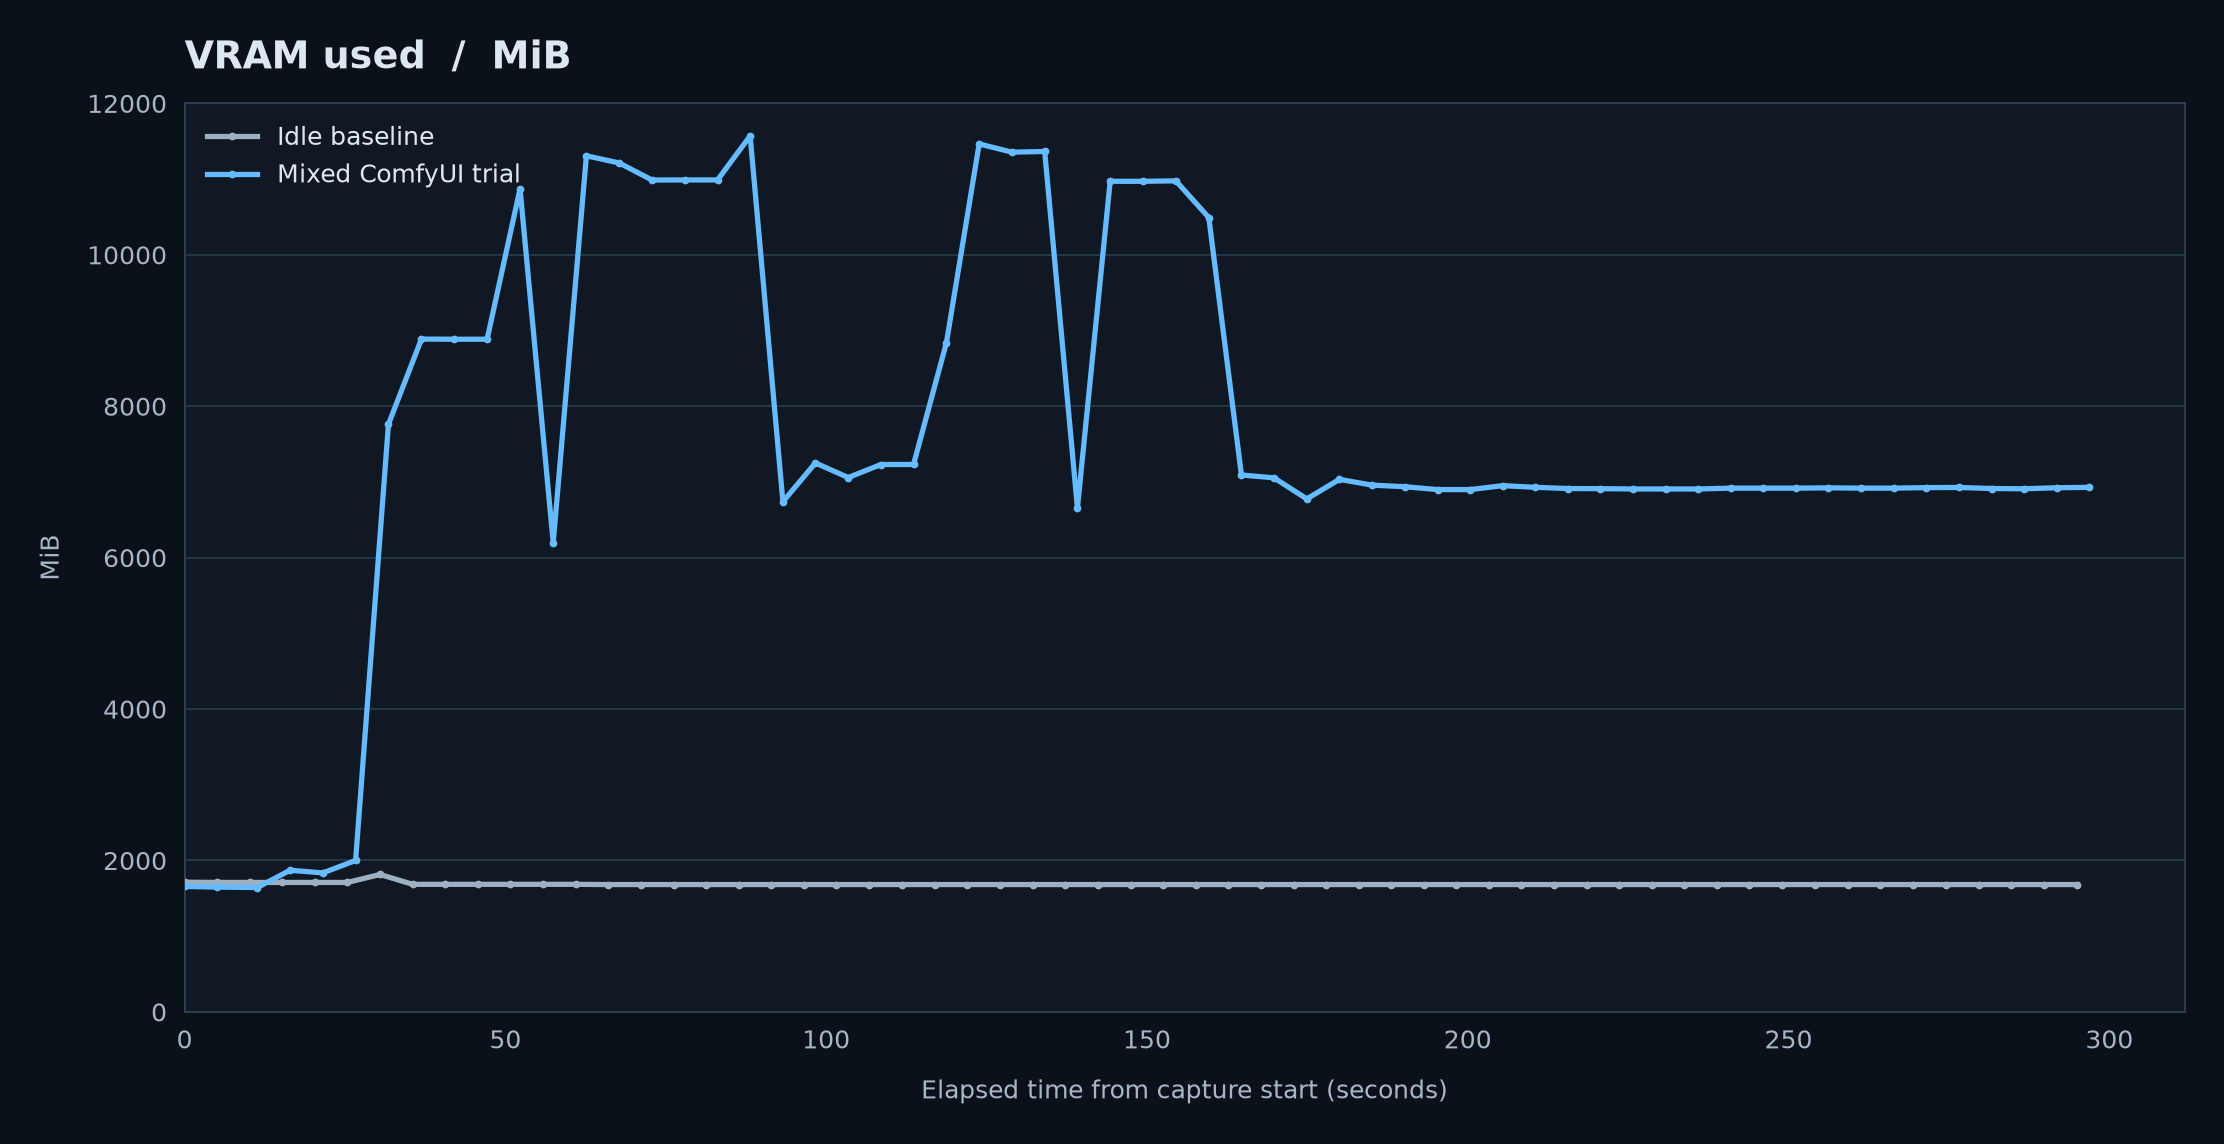 VRAM used / MiB
12000
Idle baseline
Mixed ComfyUI trial
10000
8000
6000
MiB
4000
2000
0
0 50 100 150 200 250 300
Elapsed time from capture start (seconds)